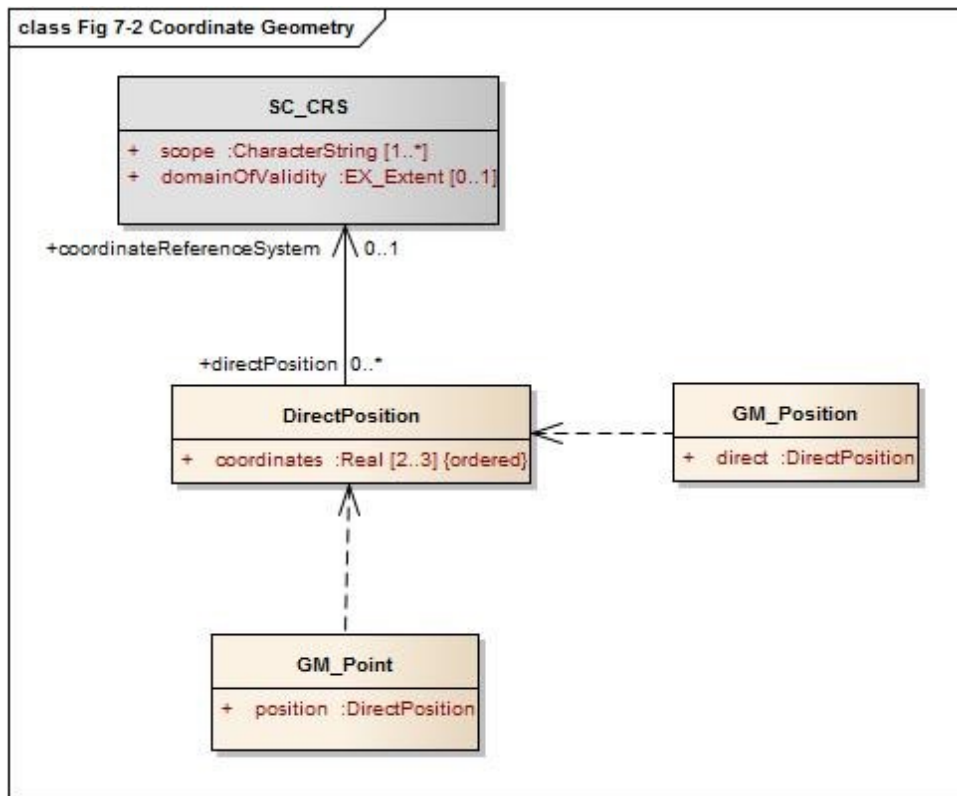 class Fig 7-2 Coordinate Geometry
SC_CRS
+ scope :CharacterString [1..*]
+ domainOfValidity :EX_Extent [0..1]
+coordinateReferenceSystem 0..1
+directPosition 0..*
DirectPosition
+ coordinates :Real [2..3] {ordered}
GM_Position
+ direct :DirectPosition
GM_Point
+ position :DirectPosition